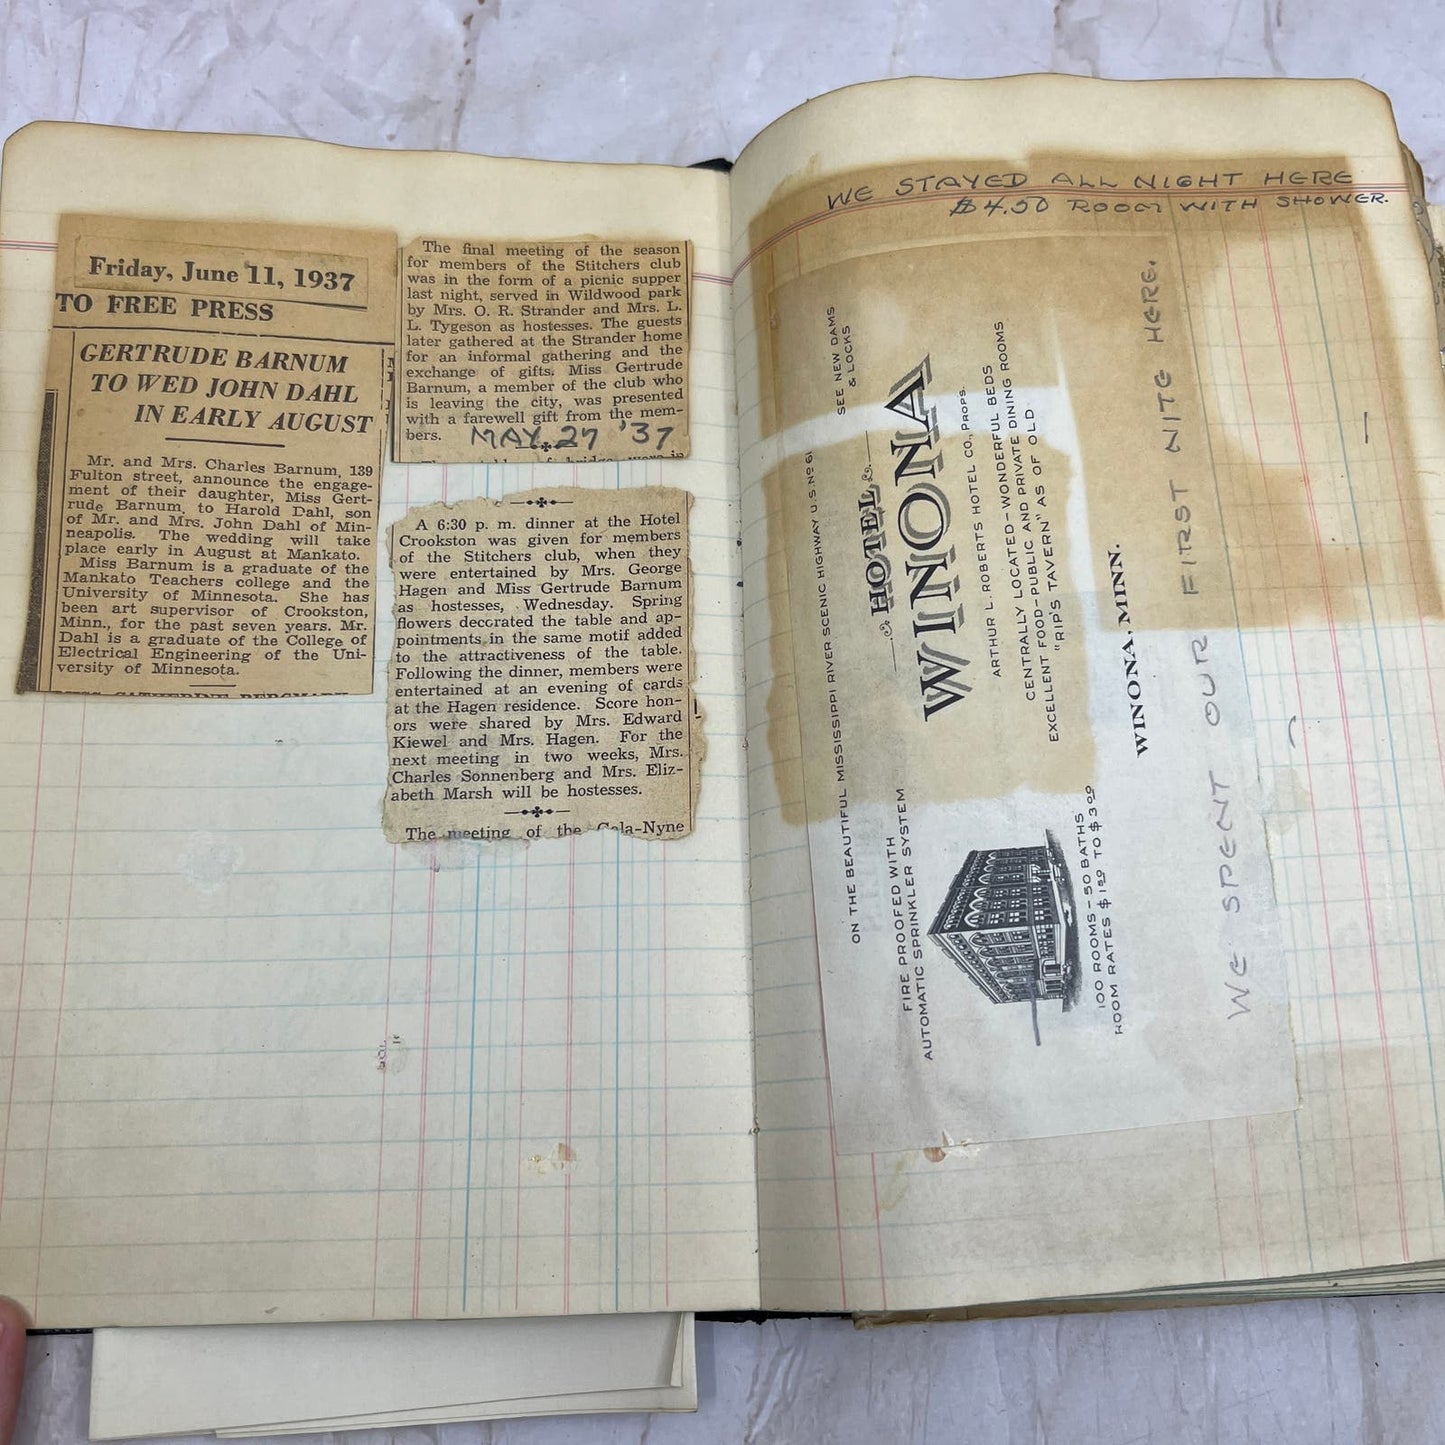 Friday, June 11, 1937
TO FREE PRESS
GERTRUDE BARNUM
TO WED JOHN DAHL
IN EARLY AUGUST
Mr. and Mrs. Charles Barnum, 139
Fulton street, announce the engage-
ment of their daughter, Miss Gert-
rude Barnum, to Harold Dahl, son
of Mr. and Mrs. John Dahl of Min-
neapolis. The wedding will take
place early in August at Mankato.
Miss Barnum is a graduate of the
Mankato Teachers college and the
University of Minnesota. She has
been art supervisor of Crookston,
Minn., for the past seven years. Mr.
Dahl is a graduate of the College of
Electrical Engineering of the Uni-
versity of Minnesota.
The final meeting of the season
for members of the Stitchers club
was in the form of a picnic supper
last night, served in Wildwood park
by Mrs. O. R. Strander and Mrs. L.
L. Tygeson as hostesses. The guests
later gathered at the Strander home
for an informal gathering and the
exchange of gifts. Miss Gertrude
Barnum, a member of the club who
is leaving the city, was presented
with a farewell gift from the mem-
bers.
MAY 27 '37
A 6:30 p. m. dinner at the Hotel
Crookston was given for members
of the Stitchers club, when they
were entertained by Mrs. George
Hagen and Miss Gertrude Barnum
as hostesses, Wednesday. Spring
flowers decorated the table and ap-
pointments in the same motif added
to the attractiveness of the table.
Following the dinner, members were
entertained at an evening of cards
at the Hagen residence. Score hon-
ors were shared by Mrs. Edward
Kiewel and Mrs. Hagen. For the
next meeting in two weeks, Mrs.
Charles Sonnenberg and Mrs. Eliz-
abeth Marsh will be hostesses.
The meeting of the Gala-Nyne
WE STAYED ALL NIGHT HERE
$4.50 ROOM WITH SHOWER.
ON THE BEAUTIFUL MISSISSIPPI RIVER SCENIC HIGHWAY U.S. No 61
SEE NEW DAMS
& LOCKS
FIRE PROOFED WITH
AUTOMATIC SPRINKLER SYSTEM
HOTEL
WINONA
ARTHUR L. ROBERTS HOTEL CO., PROPS.
CENTRALLY LOCATED-WONDERFUL BEDS
EXCELLENT FOOD-PUBLIC AND PRIVATE DINING ROOMS
"RIP'S TAVERN" AS OF OLD
100 ROOMS-50 BATHS
ROOM RATES $1.50 TO $3.00
WINONA, MINN.
WE SPENT OUR FIRST NITE HERE.